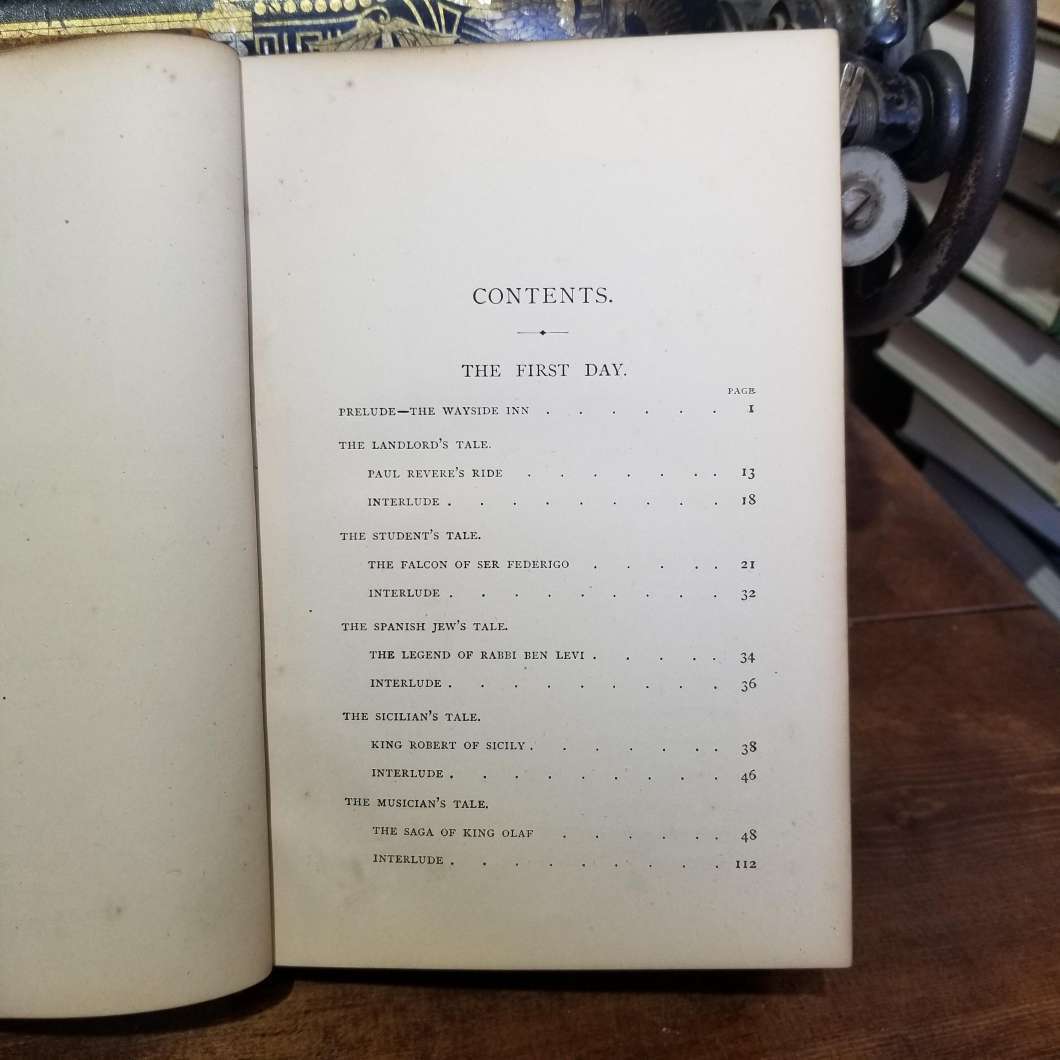 CONTENTS.
THE FIRST DAY.
PAGE
PRELUDE—THE WAYSIDE INN . . . . . . 1
THE LANDLORD'S TALE.
PAUL REVERE'S RIDE . . . . . . . 13
INTERLUDE . . . . . . . . . 18
THE STUDENT'S TALE.
THE FALCON OF SER FEDERIGO . . . . . 21
INTERLUDE . . . . . . . . . 32
THE SPANISH JEW'S TALE.
THE LEGEND OF RABBI BEN LEVI . . . . . 34
INTERLUDE . . . . . . . . . 36
THE SICILIAN'S TALE.
KING ROBERT OF SICILY . . . . . . . 38
INTERLUDE . . . . . . . . . 46
THE MUSICIAN'S TALE.
THE SAGA OF KING OLAF . . . . . . 48
INTERLUDE . . . . . . . . . 112